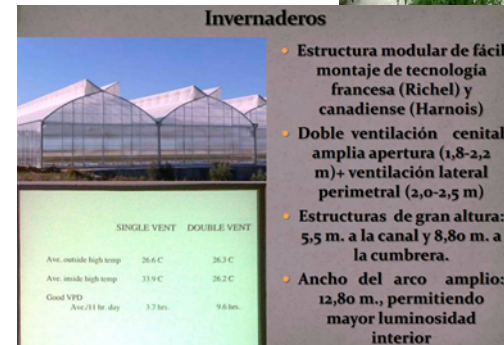 Invernaderos
• Estructura modular de fácil
montaje de tecnología
francesa (Richel) y
canadiense (Harnois)
• Doble ventilación cenital
amplia apertura (1,8-2,2
m)+ ventilación lateral
perimetral (2,0-2,5 m)
• Estructuras de gran altura:
5,5 m. a la canal y 8,80 m. a
la cumbrera.
• Ancho del arco amplio:
12,80 m., permitiendo
mayor luminosidad
interior
SINGLE VENT DOUBLE VENT
Ave. outside high temp 26.6 C 26.3 C
Ave. inside high temp 33.9 C 26.2 C
Good VPD
Ave./11 hr. day 3.7 hrs. 9.6 hrs.